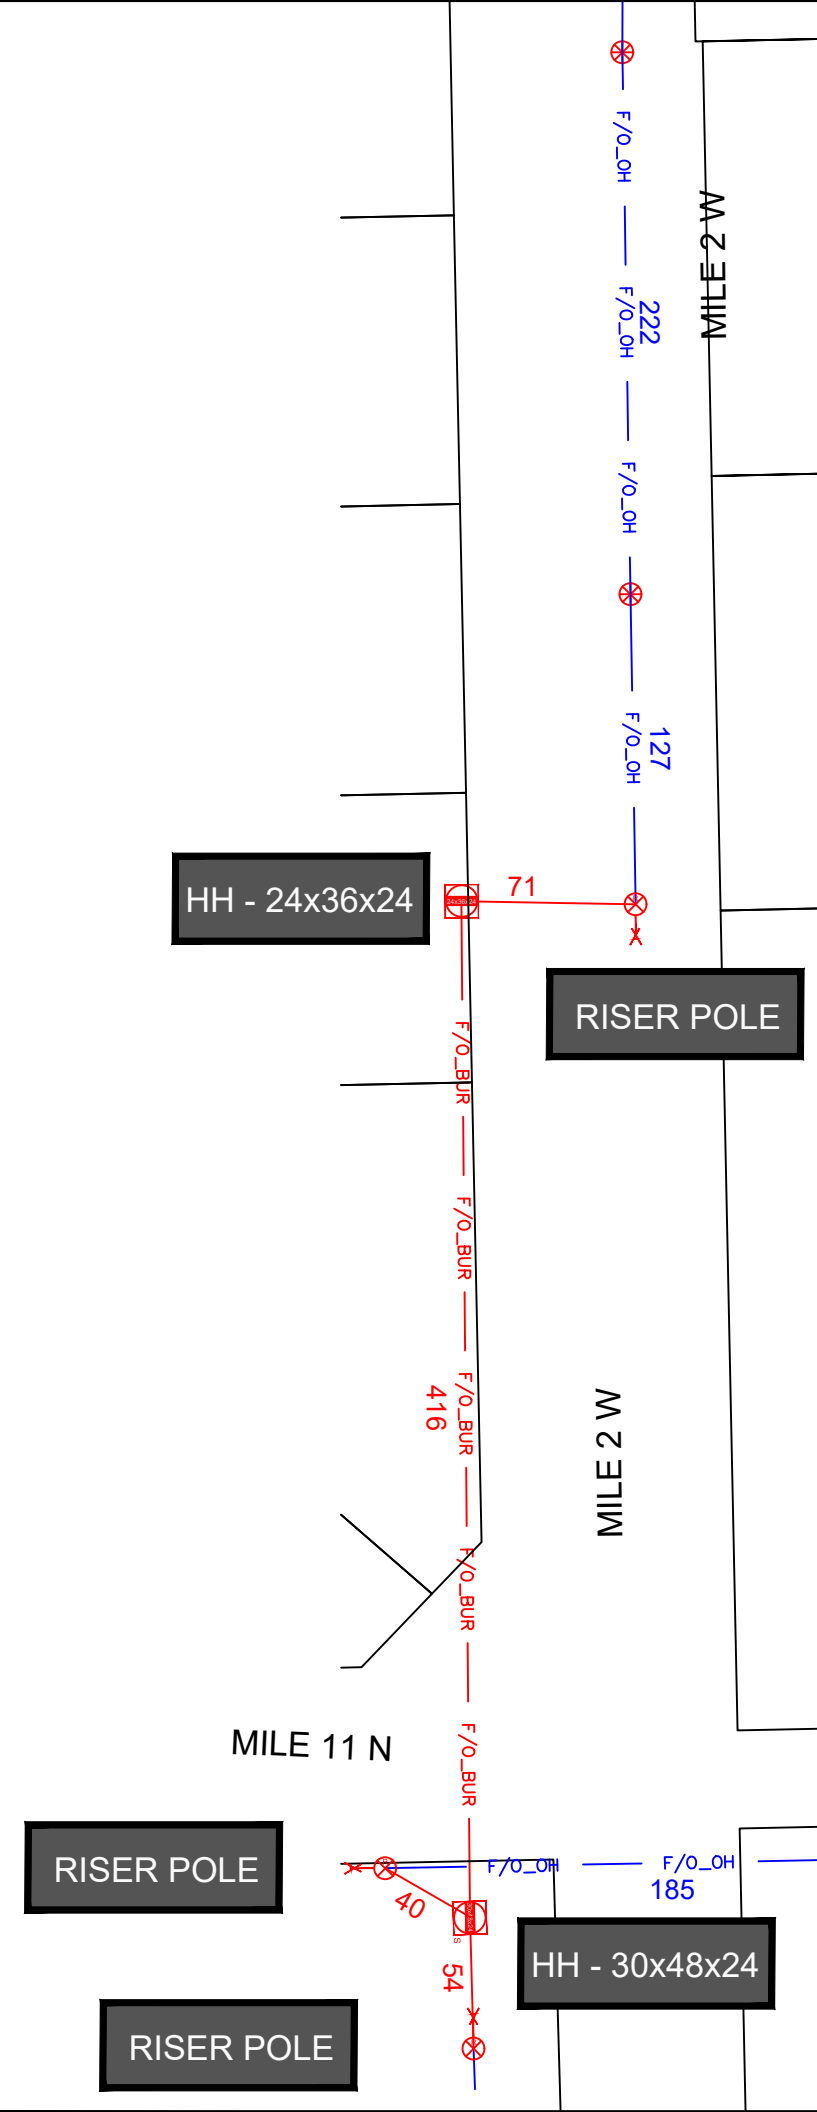 F/O_OH
MILE 2 W
222
F/O_OH
F/O_OH
127
F/O_OH
71
HH - 24x36x24
24x36x24
RISER POLE
F/O_BUR
F/O_BUR
416
F/O_BUR
MILE 2 W
F/O_BUR
MILE 11 N
F/O_BUR
RISER POLE
F/O_OH
F/O_OH
185
40
S
54
HH - 30x48x24
RISER POLE